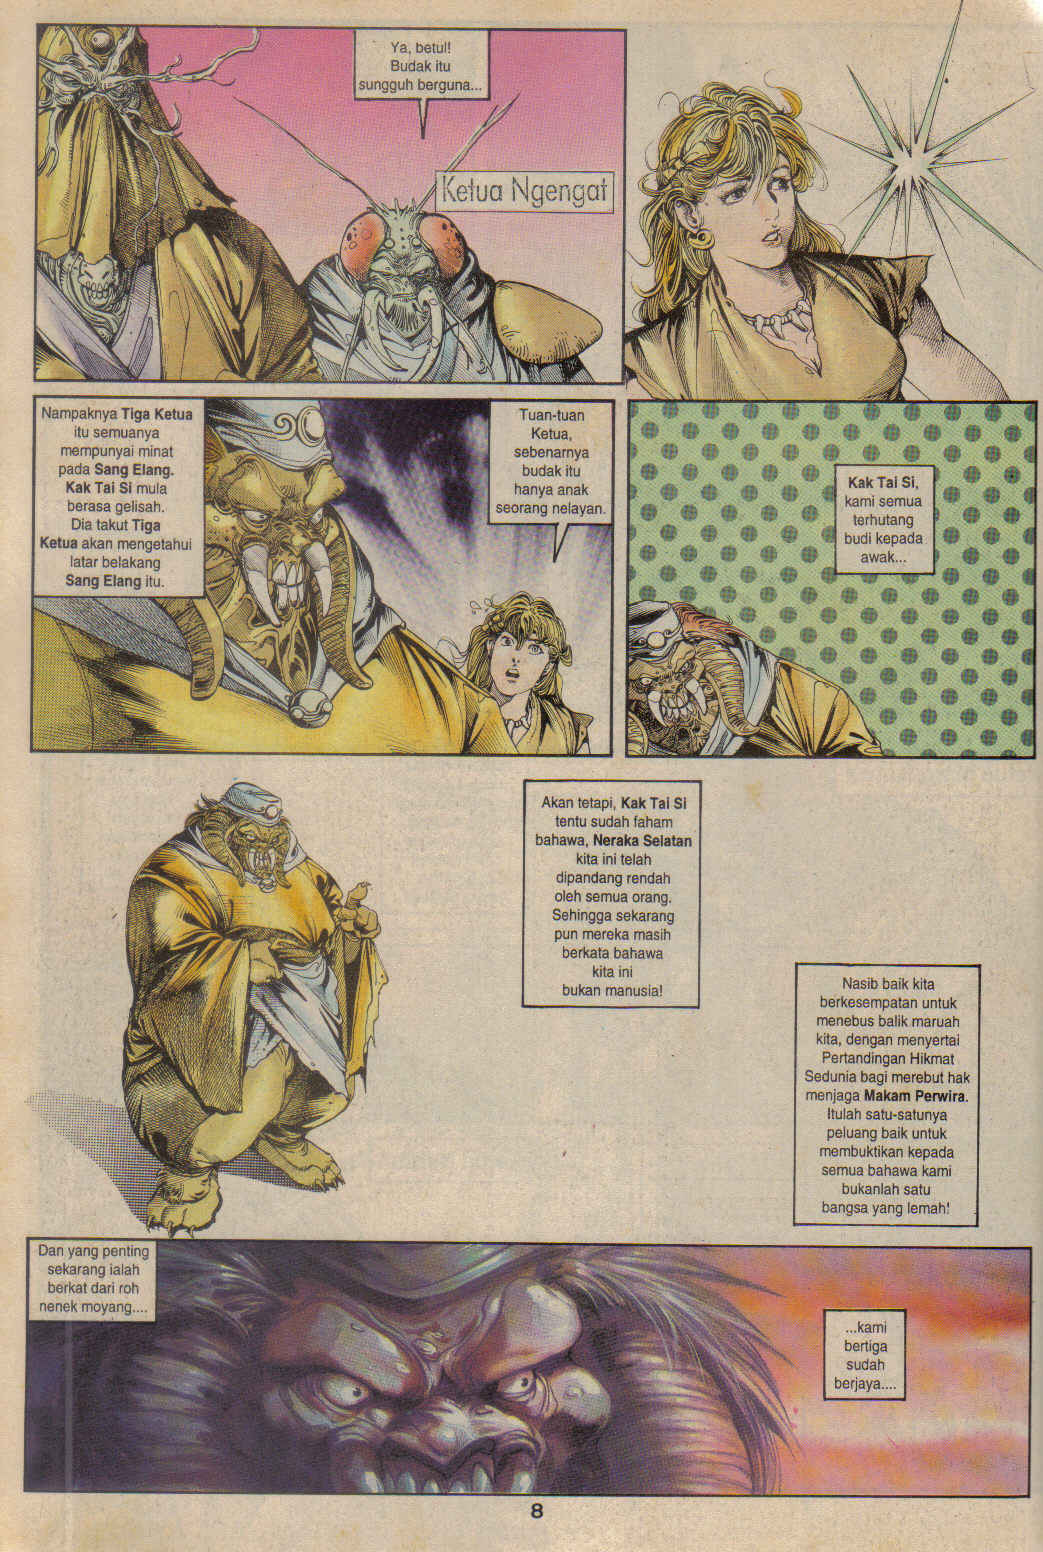 Ya, betul!
Budak itu
sungguh berguna...
Ketua Ngengat
Nampaknya Tiga Ketua
itu semuanya
mempunyai minat
pada Sang Elang.
Kak Tai Si mula
berasa gelisah.
Dia takut Tiga
Ketua akan mengetahui
latar belakang
Sang Elang itu.
Tuan-tuan
Ketua,
sebenarnya
budak itu
hanya anak
seorang nelayan.
Kak Tai Si,
kami semua
terhutang
budi kepada
awak...
Akan tetapi, Kak Tai Si
tentu sudah faham
bahawa, Neraka Selatan
kita ini telah
dipandang rendah
oleh semua orang.
Sehingga sekarang
pun mereka masih
berkata bahawa
kita ini
bukan manusia!
Nasib baik kita
berkesempatan untuk
menebus balik maruah
kita, dengan menyertai
Pertandingan Hikmat
Sedunia bagi merebut hak
menjaga Makam Perwira.
Itulah satu-satunya
peluang baik untuk
membuktikan kepada
semua bahawa kami
bukanlah satu
bangsa yang lemah!
Dan yang penting
sekarang ialah
berkat dari roh
nenek moyang....
...kami
bertiga
sudah
berjaya....
8